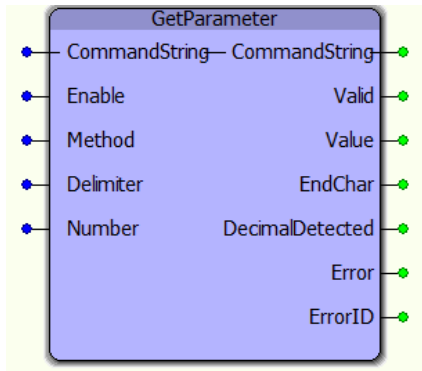 GetParameter
CommandString CommandString
Enable Valid
Method Value
Delimiter EndChar
Number DecimalDetected
Error
ErrorID